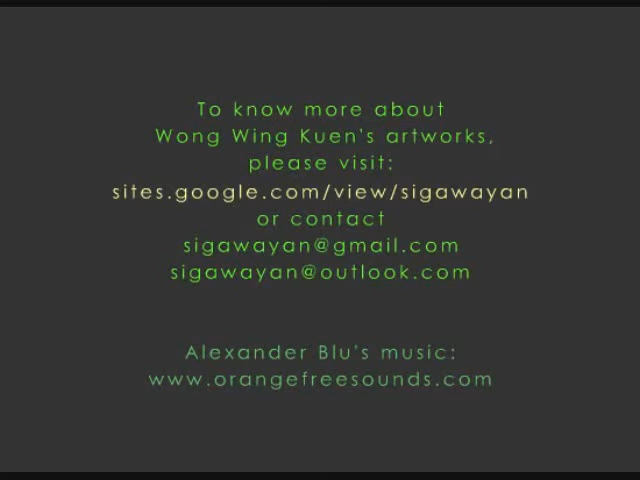 To know more about
Wong Wing Kuen's artworks,
please visit:
sites.google.com/view/sigawayan
or contact
sigawayan@gmail.com
sigawayan@outlook.com
Alexander Blu's music:
www.orangefreesounds.com